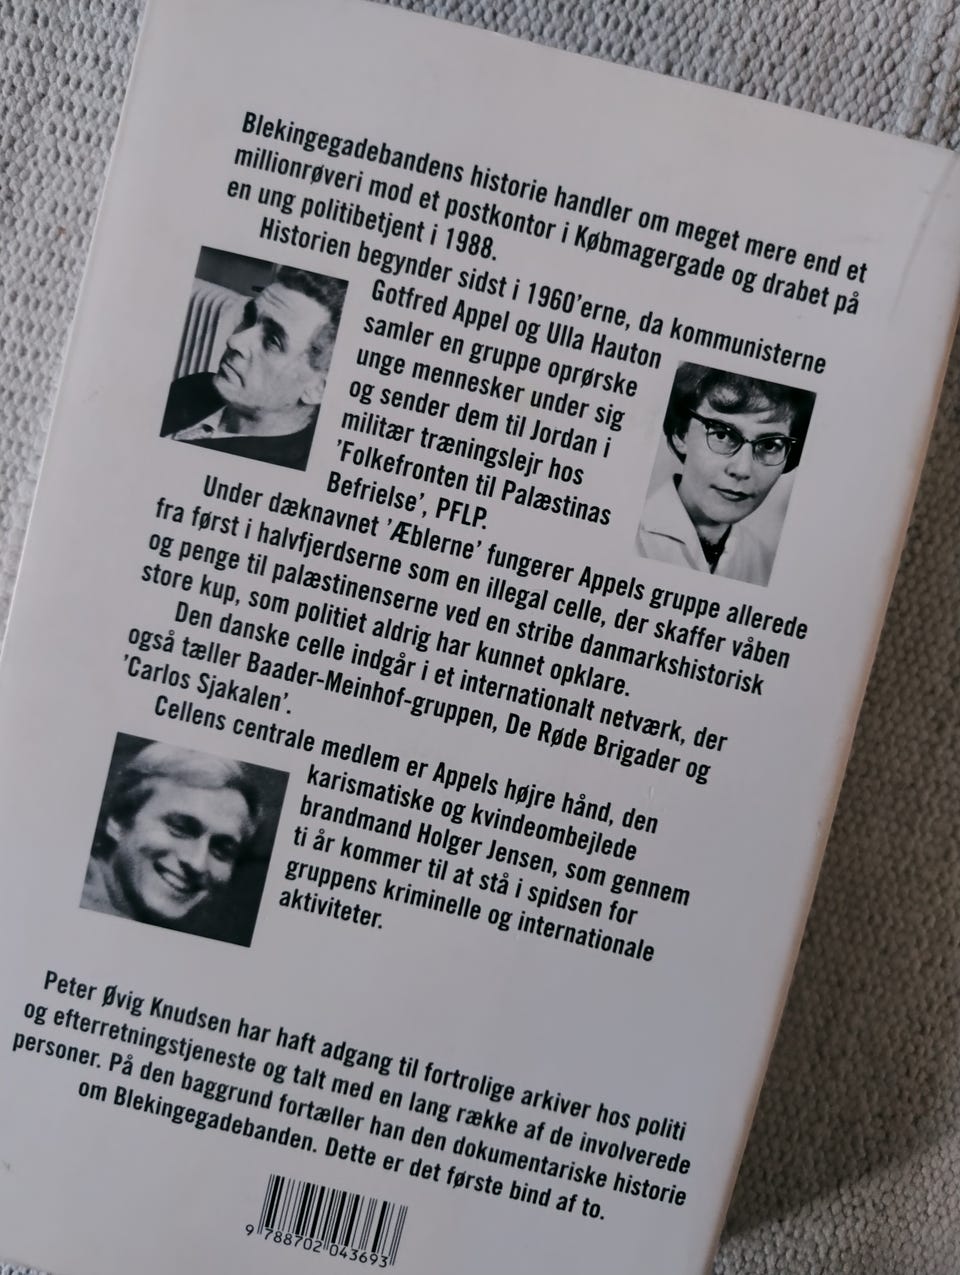 Blekingegadebandens historie handler om meget mere end et
millionrøveri mod et postkontor i Købmagergade og drabet på
en ung politibetjent i 1988.
Historien begynder sidst i 1960'erne, da kommunisterne
Gotfred Appel og Ulla Hauton
samler en gruppe oprørske
unge mennesker under sig
og sender dem til Jordan i
militær træningslejr hos
'Folkefronten til Palæstinas
Befrielse', PFLP.
Under dæknavnet 'Æblerne' fungerer Appels gruppe allerede
fra først i halvfjerdserne som en illegal celle, der skaffer våben
og penge til palæstinenserne ved en stribe danmarkshistorisk
store kup, som politiet aldrig har kunnet opklare.
Den danske celle indgår i et internationalt netværk, der
også tæller Baader-Meinhof-gruppen, De Røde Brigader og
'Carlos Sjakalen'.
Cellens centrale medlem er Appels højre hånd, den
karismatiske og kvindeombejlede
brandmand Holger Jensen, som gennem
ti år kommer til at stå i spidsen for
gruppens kriminelle og internationale
aktiviteter.
Peter Øvig Knudsen har haft adgang til fortrolige arkiver hos politi
og efterretningstjeneste og talt med en lang række af de involverede
personer. På den baggrund fortæller han den dokumentariske historie
om Blekingegadebanden. Dette er det første bind af to.
9 788702 043693